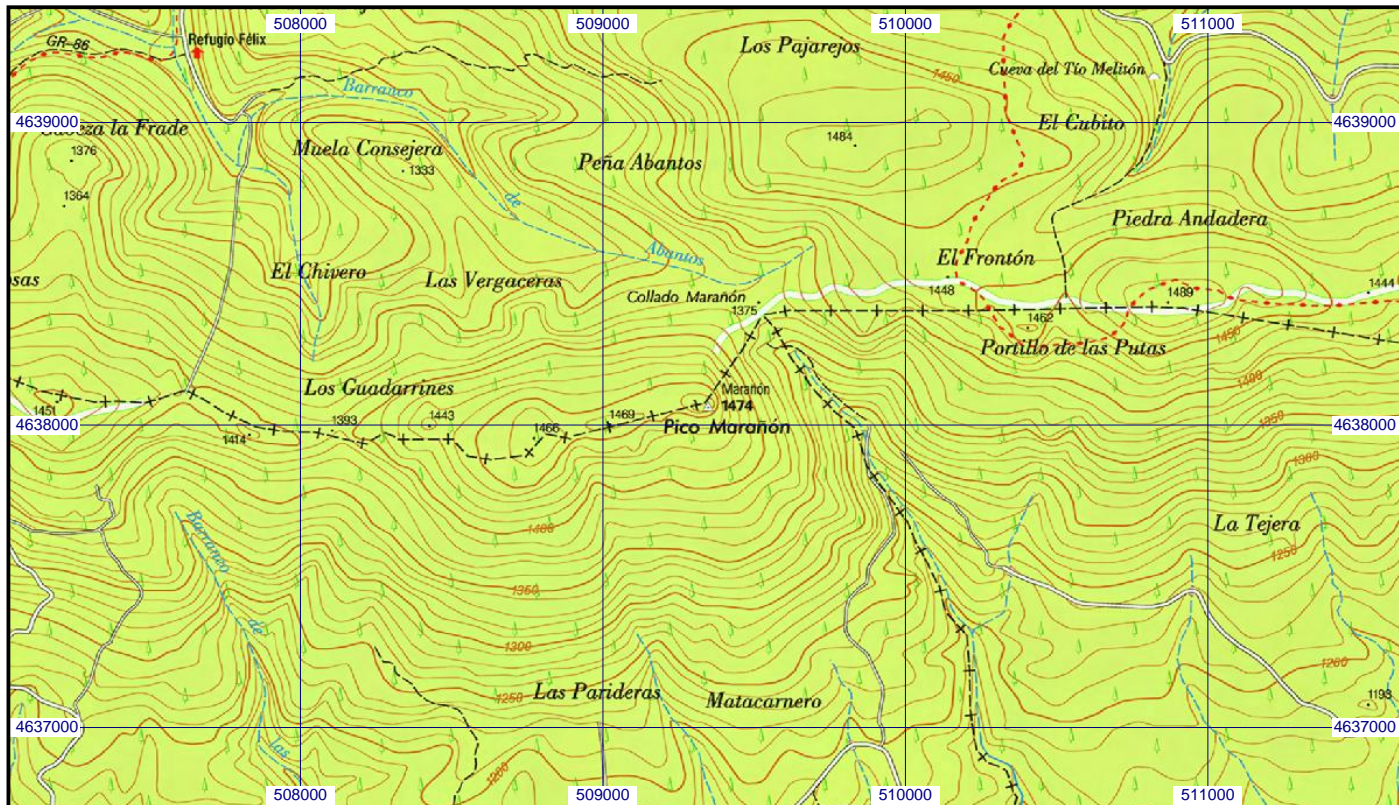 508000
509000
510000
511000
GR-86
Refugio Félix
Los Pajarejos
1450
Cueva del Tío Melitón
Barranco
4639000
4639000
Cabeza la Frade
El Cubito
1484
Muela Consejera
1376
Peña Abantos
1333
1364
de
Piedra Andadera
Abantos
El Frontón
osas
El Chivero
Las Vergaceras
Collado Marañón
1448
1489
1444
1375
1462
1450
Portillo de las Putas
1400
Los Guadarrines
Marañón
1451
1474
1443
1469
1393
1350
4638000
1414
1466
Pico Marañón
4638000
1300
Barranco
1400
La Tejera
1250
1350
de
1300
1250
Las Parideras
Matacarnero
1200
1193
4637000
4637000
las
1200
508000
509000
510000
511000